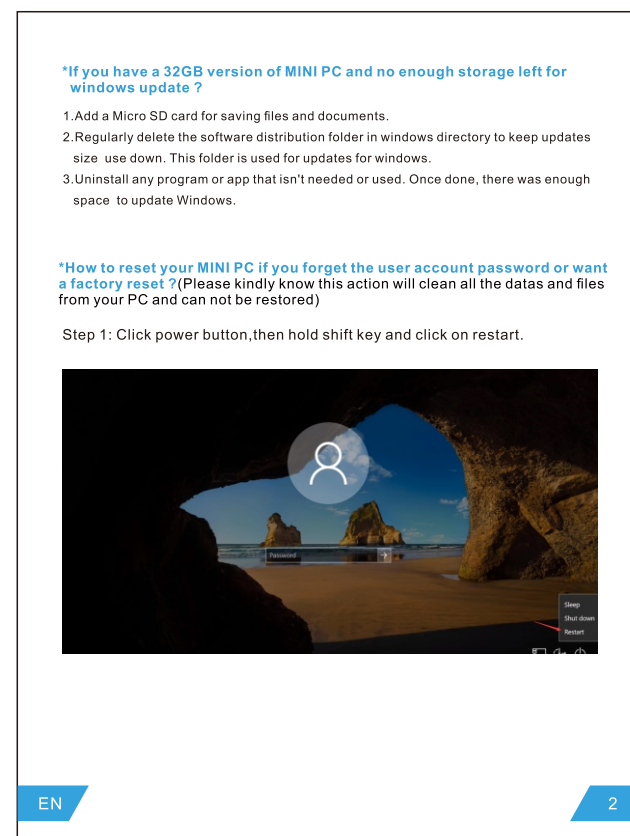 *If you have a 32GB version of MINI PC and no enough storage left for
windows update ?
1.Add a Micro SD card for saving files and documents.
2.Regularly delete the software distribution folder in windows directory to keep updates
size use down. This folder is used for updates for windows.
3.Uninstall any program or app that isn't needed or used. Once done, there was enough
space to update Windows.
*How to reset your MINI PC if you forget the user account password or want
a factory reset ?(Please kindly know this action will clean all the datas and files
from your PC and can not be restored)
Step 1: Click power button,then hold shift key and click on restart.
Password
Sleep
Shut down
Restart
EN
2